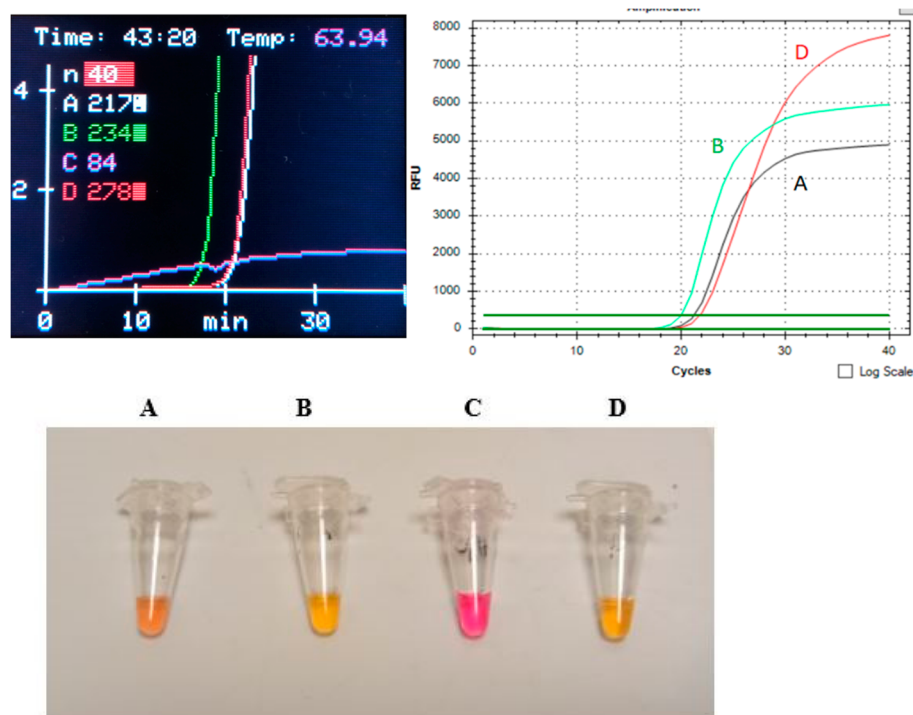 Time: 43:20 Temp: 63.94
n 40
4
A 217
B 234
C 84
2
D 278
0 10 min 30
Amplification
8000
7000
6000
5000
4000
3000
2000
1000
0
RFU
D
B
A
0 10 20 30 40
Cycles
Log Scale
A B C D